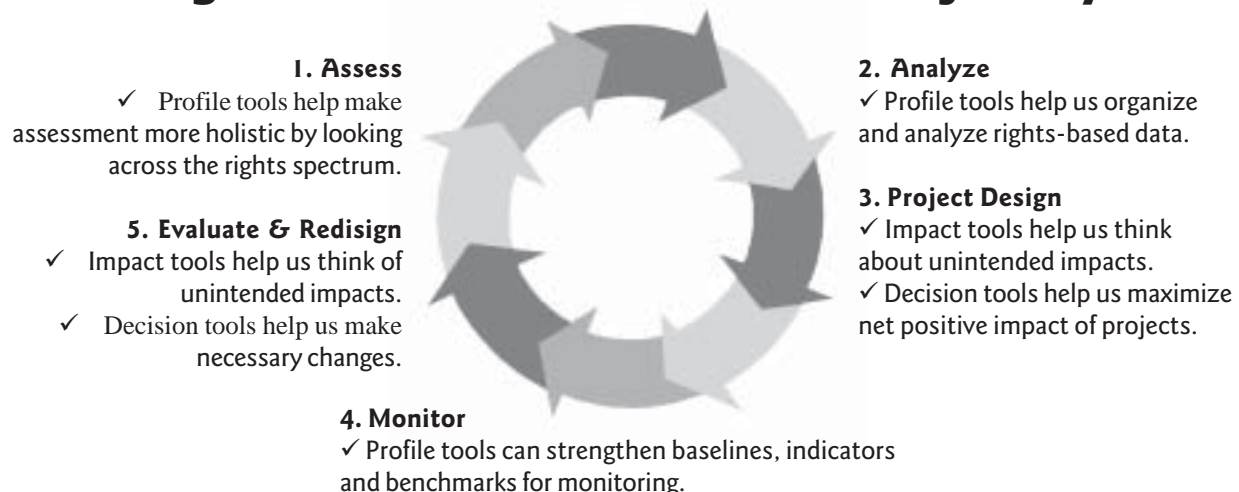 1. Assess
✓ Profile tools help make
assessment more holistic by looking
across the rights spectrum.
2. Analyze
✓ Profile tools help us organize
and analyze rights-based data.
3. Project Design
✓ Impact tools help us think
about unintended impacts.
✓ Decision tools help us maximize
net positive impact of projects.
4. Monitor
✓ Profile tools can strengthen baselines, indicators
and benchmarks for monitoring.
5. Evaluate & Redisign
✓ Impact tools help us think of
unintended impacts.
✓ Decision tools help us make
necessary changes.